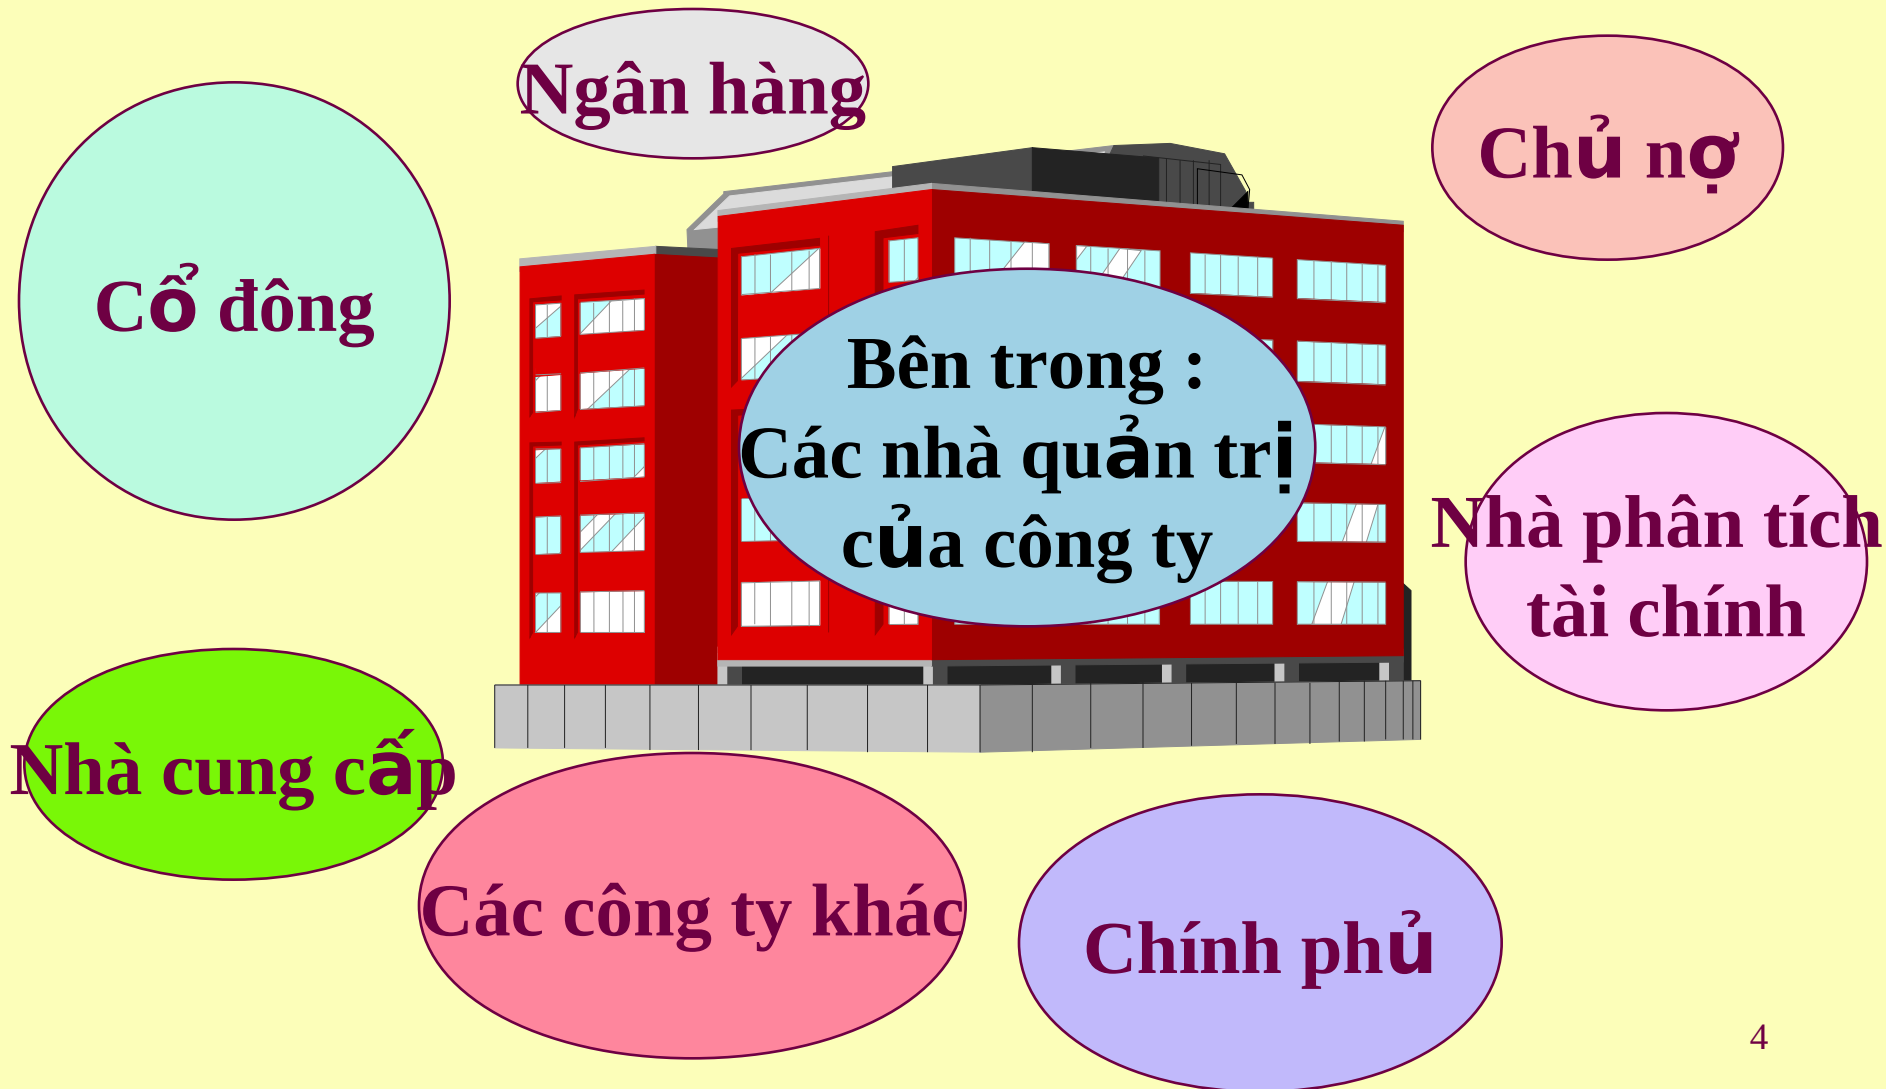 Ngân hàng
Chủ nợ
Cổ đông
Bên trong :
Các nhà quản trị
của công ty
Nhà phân tích
tài chính
Nhà cung cấp
Các công ty khác
Chính phủ
4